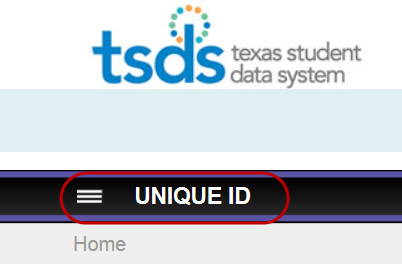 tsds texas student
data system
UNIQUE ID
Home